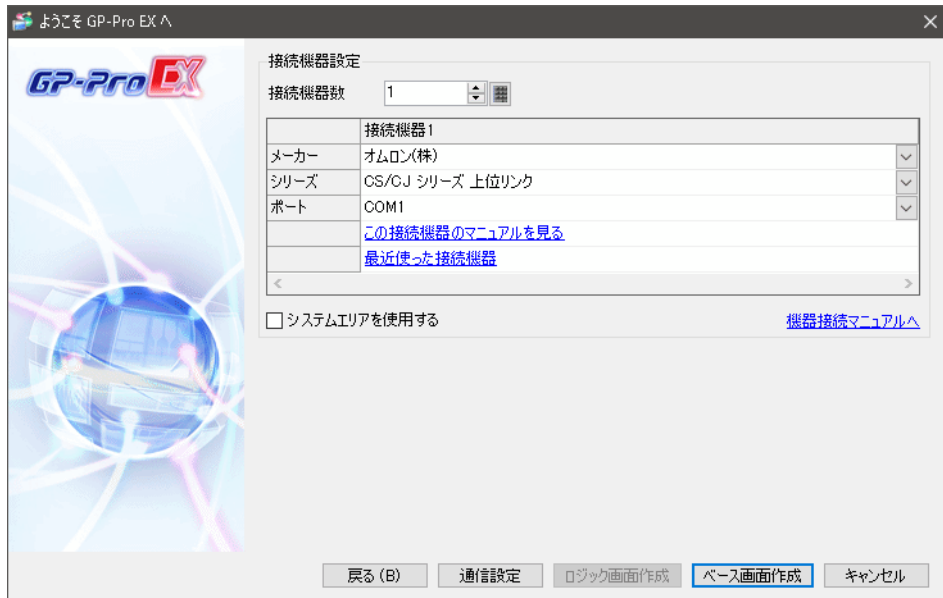 ようこそ GP-Pro EX へ
GP-Pro EX
接続機器設定
接続機器数 1
接続機器1
メーカー オムロン(株)
シリーズ CS/CJ シリーズ 上位リンク
ポート COM1
この接続機器のマニュアルを見る
最近使った接続機器
システムエリアを使用する 機器接続マニュアルへ
戻る (B) 通信設定 ロジック画面作成 ベース画面作成 キャンセル